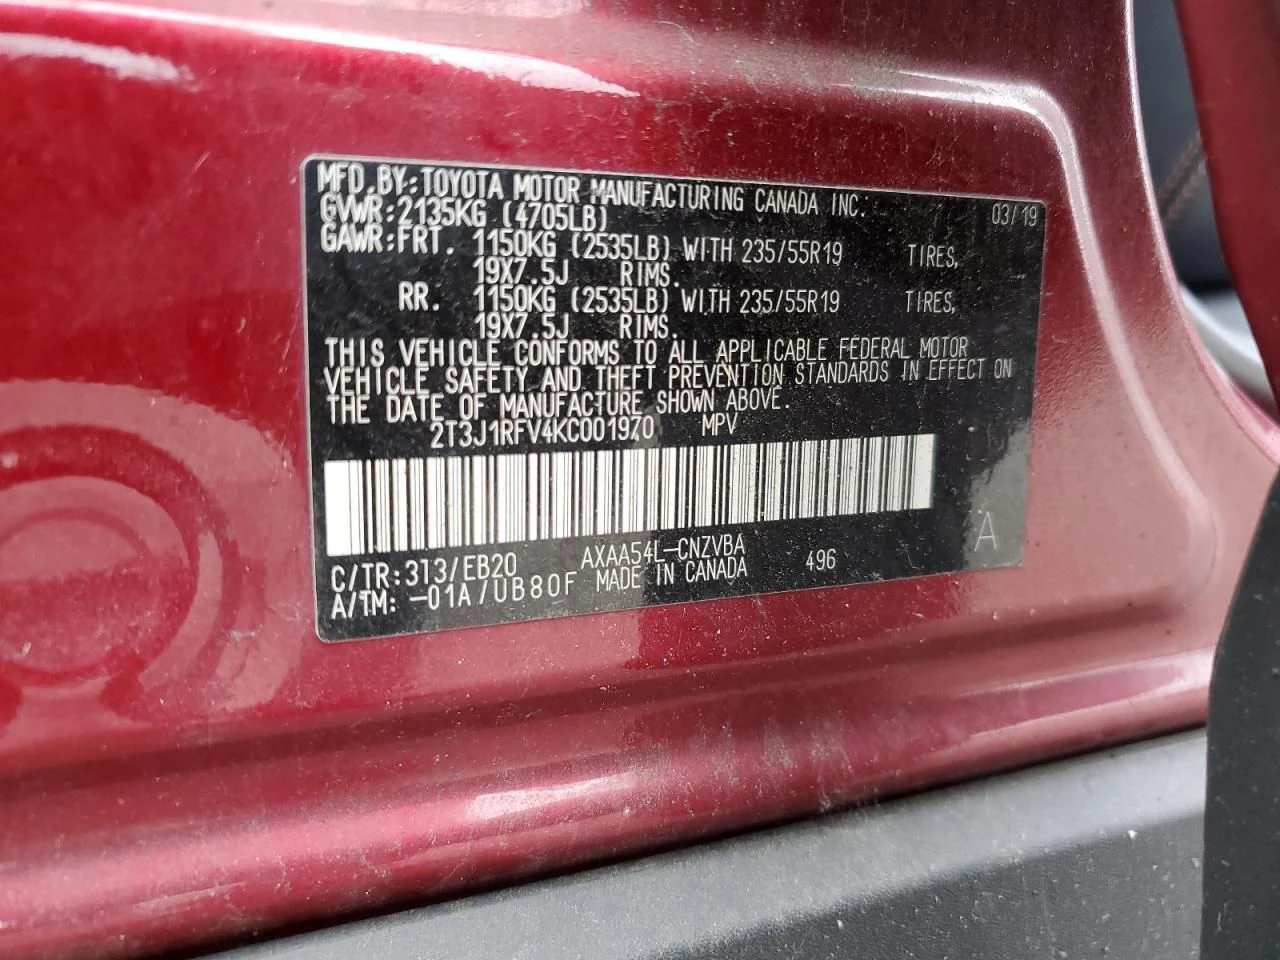 MFD.BY:TOYOTA MOTOR MANUFACTURING CANADA INC. 03/19
GVWR:2135KG (4705LB)
GAWR:FRT. 1150KG (2535LB) WITH 235/55R19 TIRES,
19X7.5J RIMS.
RR. 1150KG (2535LB) WITH 235/55R19 TIRES,
19X7.5J RIMS.
THIS VEHICLE CONFORMS TO ALL APPLICABLE FEDERAL MOTOR
VEHICLE SAFETY AND THEFT PREVENTION STANDARDS IN EFFECT ON
THE DATE OF MANUFACTURE SHOWN ABOVE.
2T3J1RFV4KC001970 MPV
C/TR:3T3/EB20 AXAA54L-CNZVBA 496 A
A/TM: -01A/UB80F MADE IN CANADA